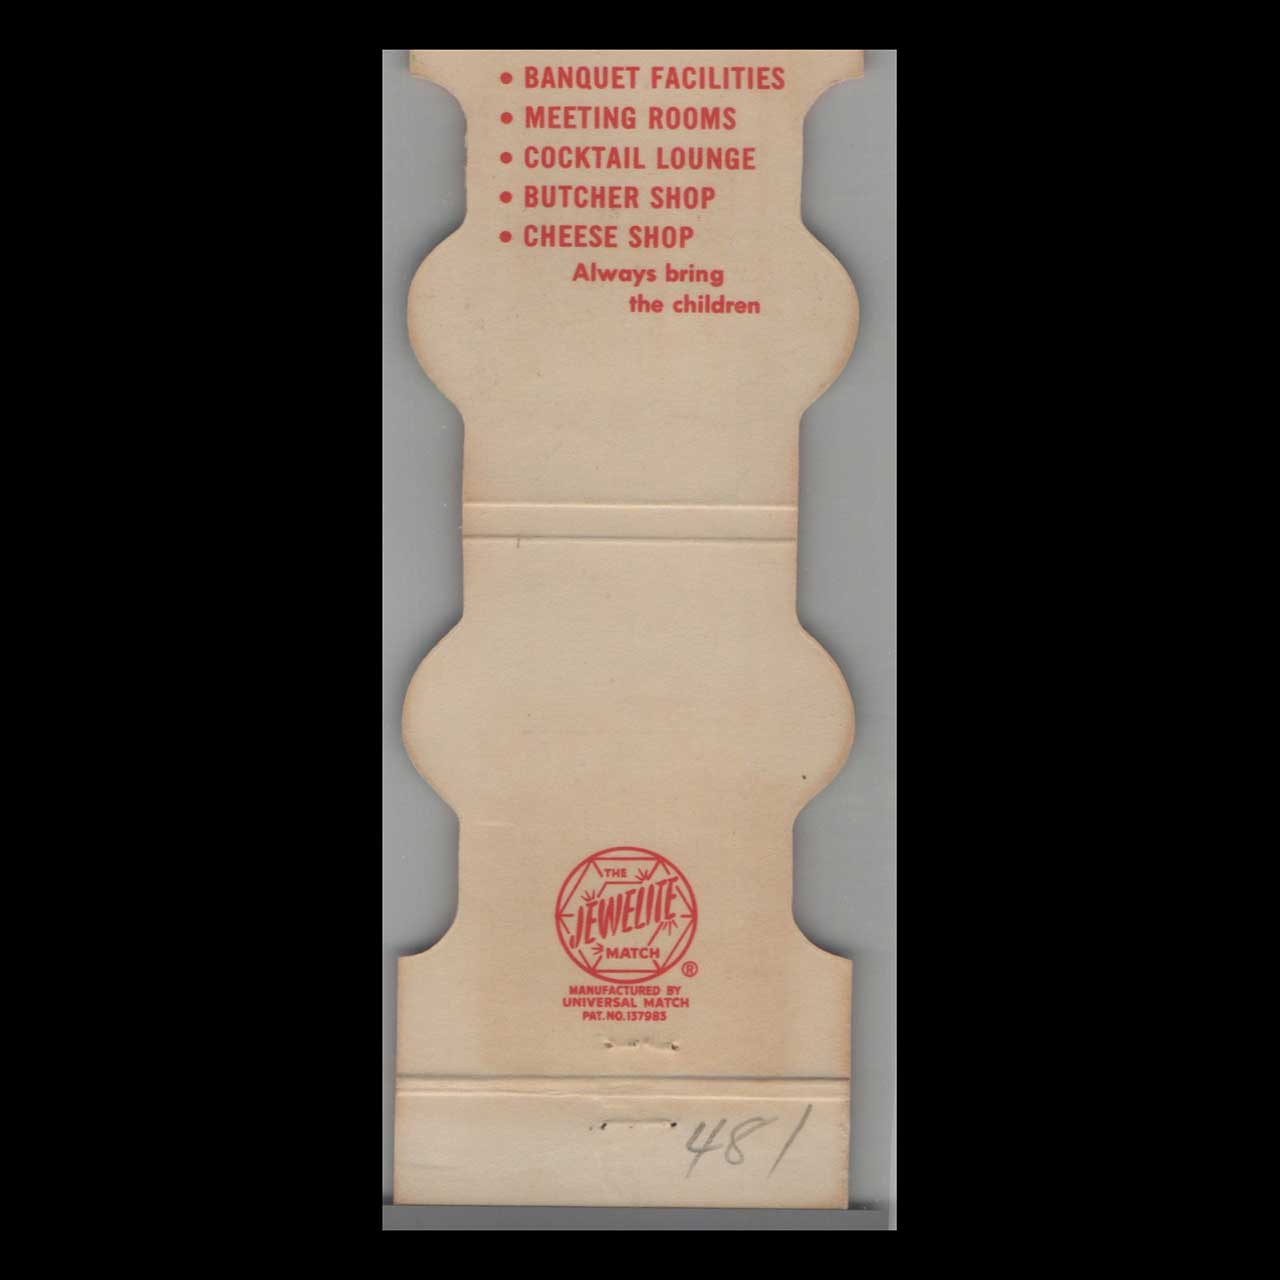 • BANQUET FACILITIES
• MEETING ROOMS
• COCKTAIL LOUNGE
• BUTCHER SHOP
• CHEESE SHOP
Always bring
the children
THE
JEWELITE
MATCH
®
MANUFACTURED BY
UNIVERSAL MATCH
PAT. NO. 137985
481